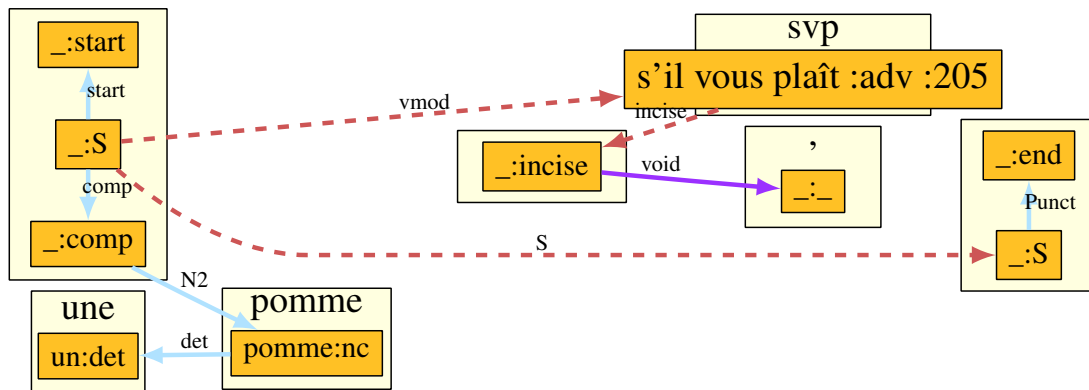 _:start
start
_:S
comp
_:comp
N2
une
un:det
det
pomme
pomme:nc
vmod
svp
s'il vous plaît :adv :205
incise
_:incise
void
,
_:_
S
_:end
Punct
_:S